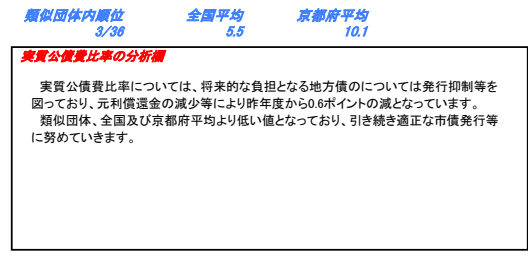 類似団体内順位 全国平均 京都府平均
3/36 5.5 10.1
実質公債費比率の分析欄
実質公債費比率については、将来的な負担となる地方債のについては発行抑制等を
図っており、元利償還金の減少等により昨年度から0.6ポイントの減となっています。
類似団体、全国及び京都府平均より低い値となっており、引き続き適正な市債発行等
に努めていきます。